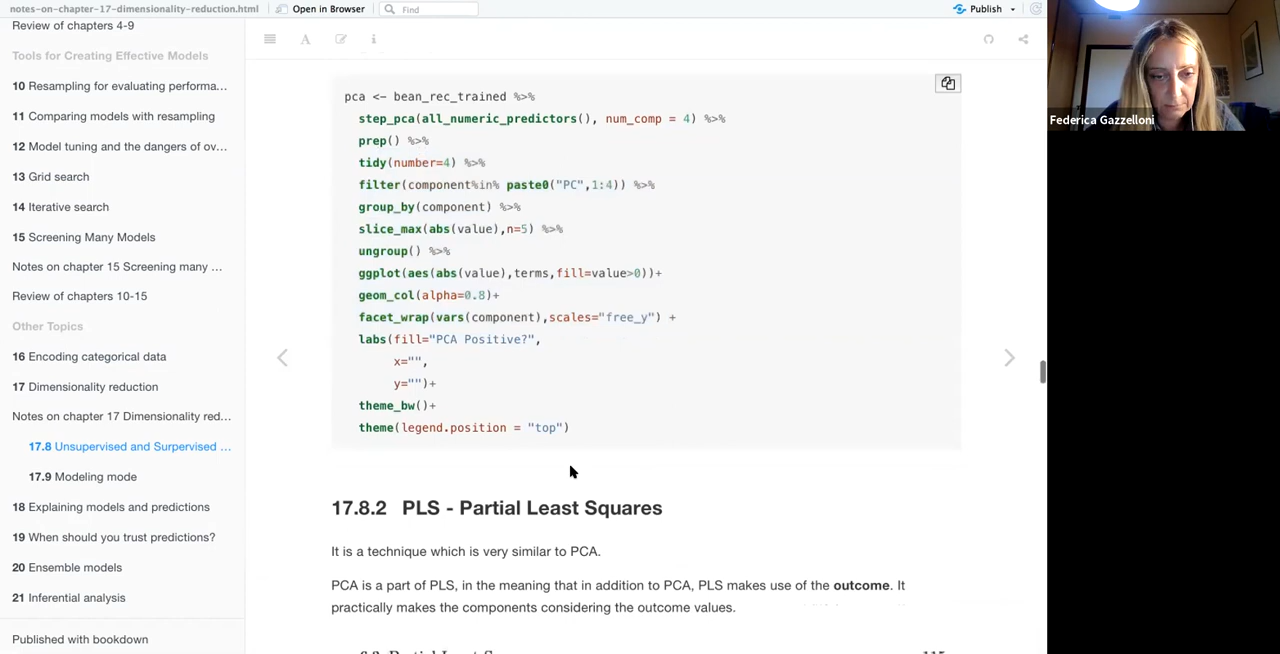 notes-on-chapter-17-dimensionality-reduction.html
Open in Browser
Find
Publish
Review of chapters 4-9
Tools for Creating Effective Models
10 Resampling for evaluating performa...
11 Comparing models with resampling
12 Model tuning and the dangers of ov...
13 Grid search
14 Iterative search
15 Screening Many Models
Notes on chapter 15 Screening many ...
Review of chapters 10-15
Other Topics
16 Encoding categorical data
17 Dimensionality reduction
Notes on chapter 17 Dimensionality red...
17.8 Unsupervised and Surpervised ...
17.9 Modeling mode
18 Explaining models and predictions
19 When should you trust predictions?
20 Ensemble models
21 Inferential analysis
Published with bookdown
pca <- bean_rec_trained %>%
step_pca(all_numeric_predictors(), num_comp = 4) %>%
prep() %>%
tidy(number=4) %>%
filter(component%in% paste0("PC",1:4)) %>%
group_by(component) %>%
slice_max(abs(value),n=5) %>%
ungroup() %>%
ggplot(aes(abs(value),terms,fill=value>0))+
geom_col(alpha=0.8)+
facet_wrap(vars(component),scales="free_y") +
labs(fill="PCA Positive?",
x="",
y="")+
theme_bw()+
theme(legend.position = "top")
17.8.2 PLS - Partial Least Squares
It is a technique which is very similar to PCA.
PCA is a part of PLS, in the meaning that in addition to PCA, PLS makes use of the outcome. It
practically makes the components considering the outcome values.
Federica Gazzelloni